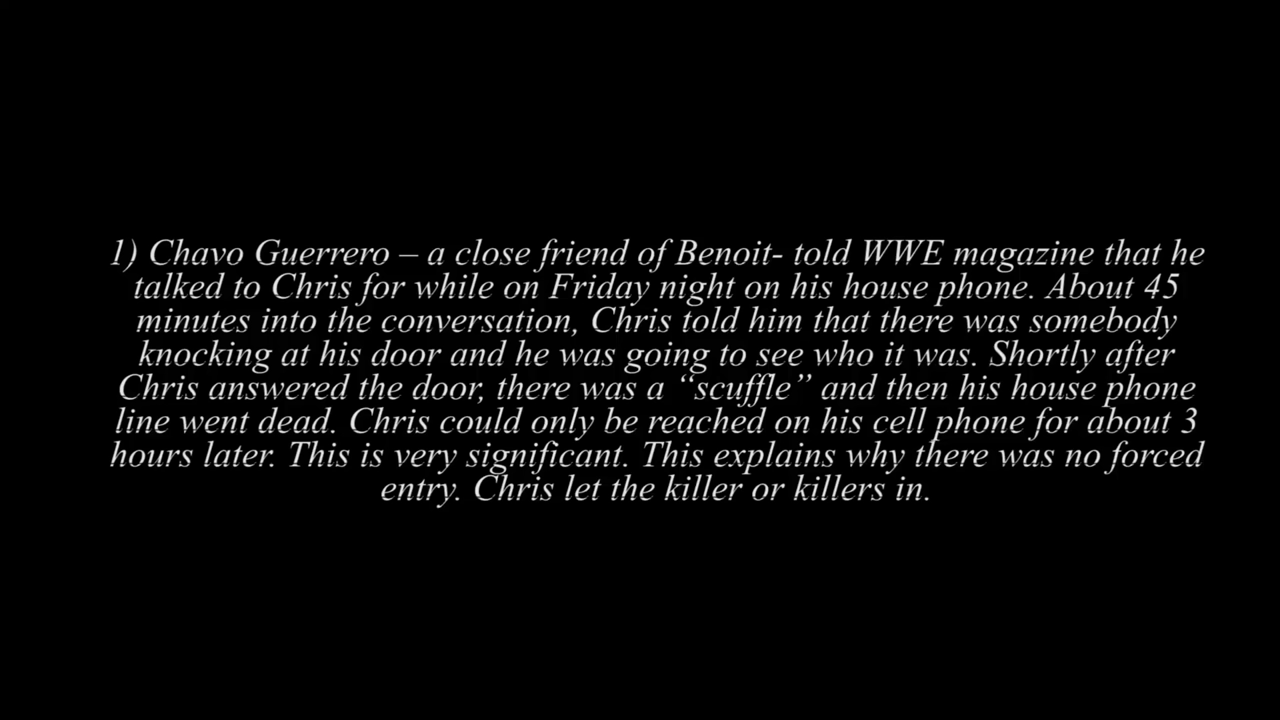 1) Chavo Guerrero – a close friend of Benoit- told WWE magazine that he
talked to Chris for while on Friday night on his house phone. About 45
minutes into the conversation, Chris told him that there was somebody
knocking at his door and he was going to see who it was. Shortly after
Chris answered the door, there was a “scuffle” and then his house phone
line went dead. Chris could only be reached on his cell phone for about 3
hours later. This is very significant. This explains why there was no forced
entry. Chris let the killer or killers in.